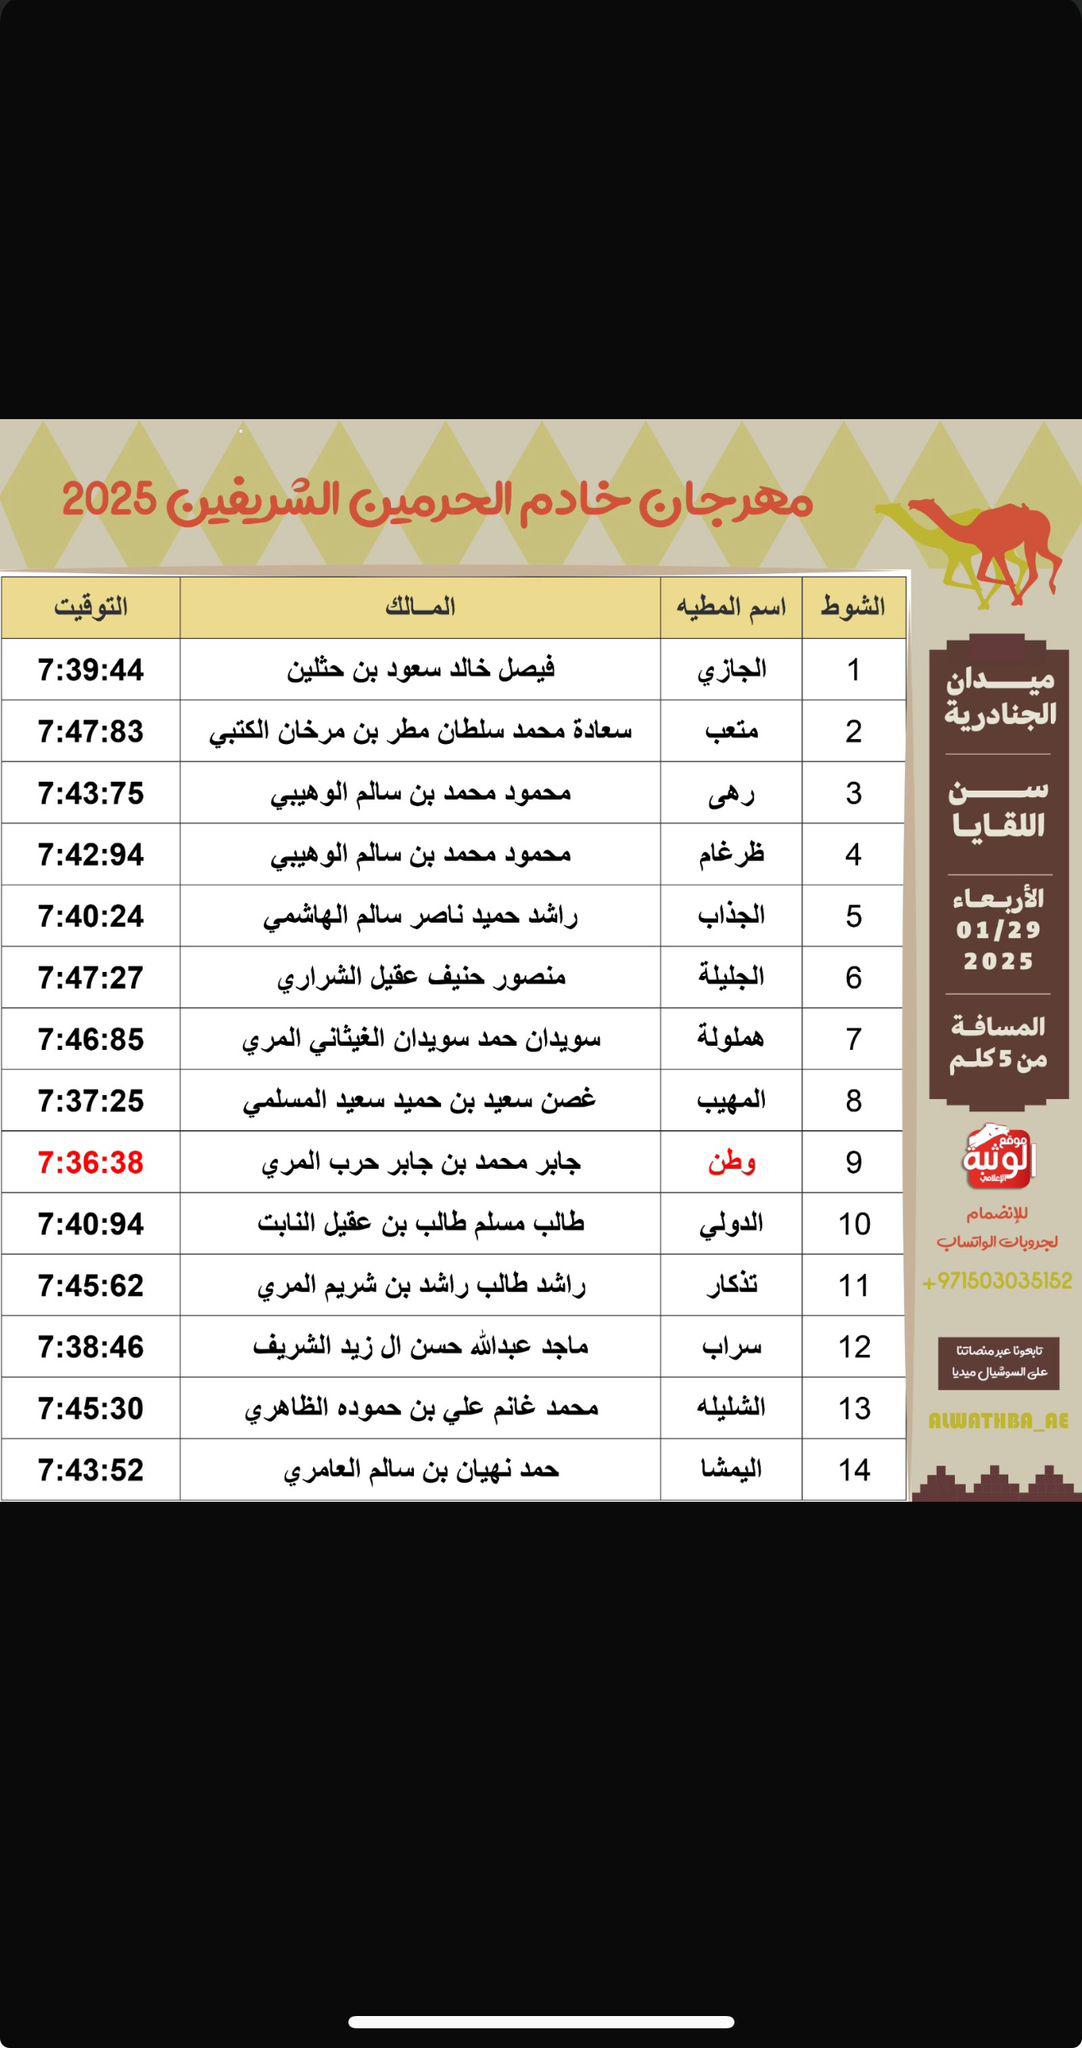 مهرجان خادم الحرمين الشريفين 2025
الشوط اسم المطيه المـــالك التوقيت
1 الجازي فيصل خالد سعود بن حثلين 7:39:44
2 متعب سعادة محمد سلطان مطر بن مرخان الكتبي 7:47:83
3 رهى محمود محمد بن سالم الوهيبي 7:43:75
4 ظرغام محمود محمد بن سالم الوهيبي 7:42:94
5 الجذاب راشد حميد ناصر سالم الهاشمي 7:40:24
6 الجليلة منصور حنيف عقيل الشراري 7:47:27
7 هملولة سويدان حمد سويدان الغيثاني المري 7:46:85
8 المهيب غصن سعيد بن حميد سعيد المسلمي 7:37:25
9 وطن جابر محمد بن جابر حرب المري 7:36:38
10 الدولي طالب مسلم طالب بن عقيل النابت 7:40:94
11 تذكار راشد طالب راشد بن شريم المري 7:45:62
12 سراب ماجد عبدالله حسن ال زيد الشريف 7:38:46
13 الشليله محمد غانم علي بن حموده الظاهري 7:45:30
14 اليمشا حمد نهيان بن سالم العامري 7:43:52
ميـــدان
الجنادرية
ســـن
اللقايا
الأربعاء
01/29
2025
المسافة
من 5 كلم
موقع
الوثبة
الإعلامي
للإنضمام
لجروبات الواتساب
+971503035152
تابعونا عبر منصاتنا
على السوشيال ميديا
ALWATHBA_AE